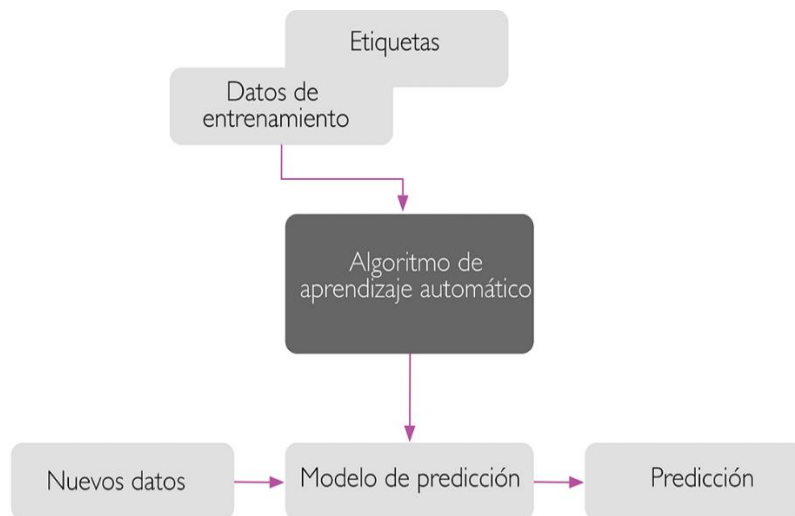 Etiquetas
Datos de
entrenamiento
Algoritmo de
aprendizaje automático
Nuevos datos
Modelo de predicción
Predicción